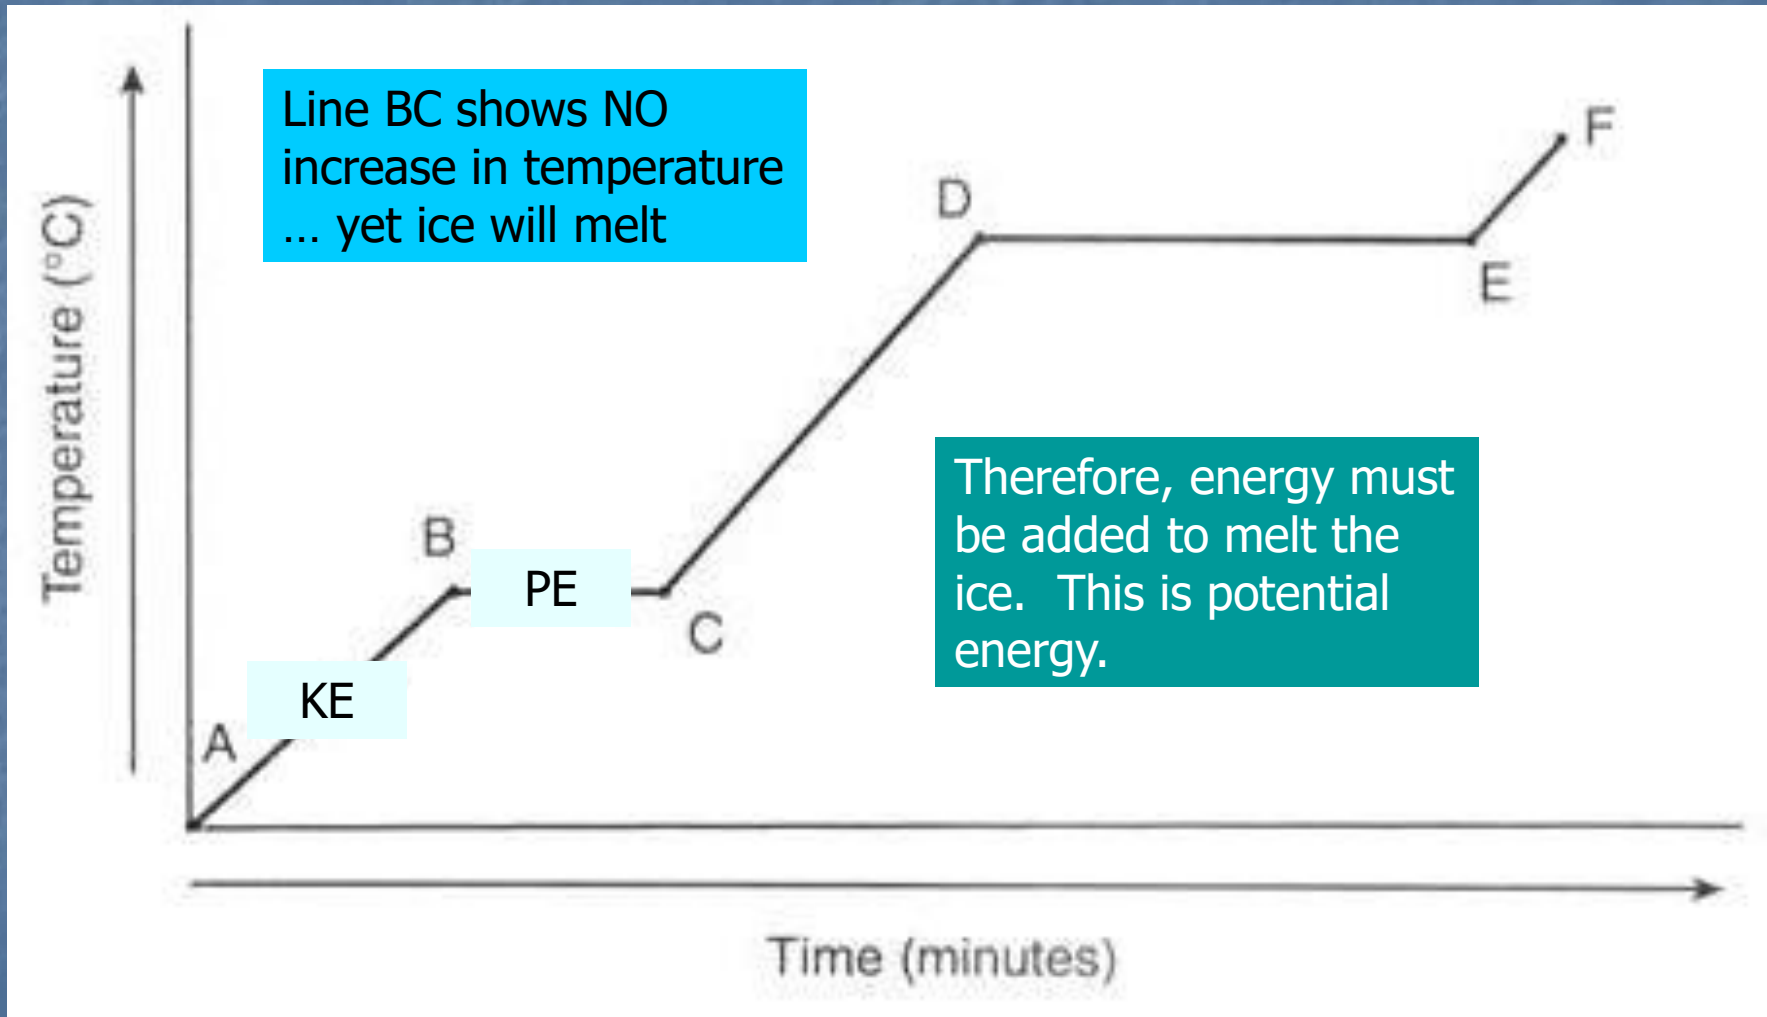 Line BC shows NO
increase in temperature
... yet ice will melt
F
D
E
Temperature (°C)
Therefore, energy must
be added to melt the
ice. This is potential
energy.
B
PE
C
KE
A
Time (minutes)